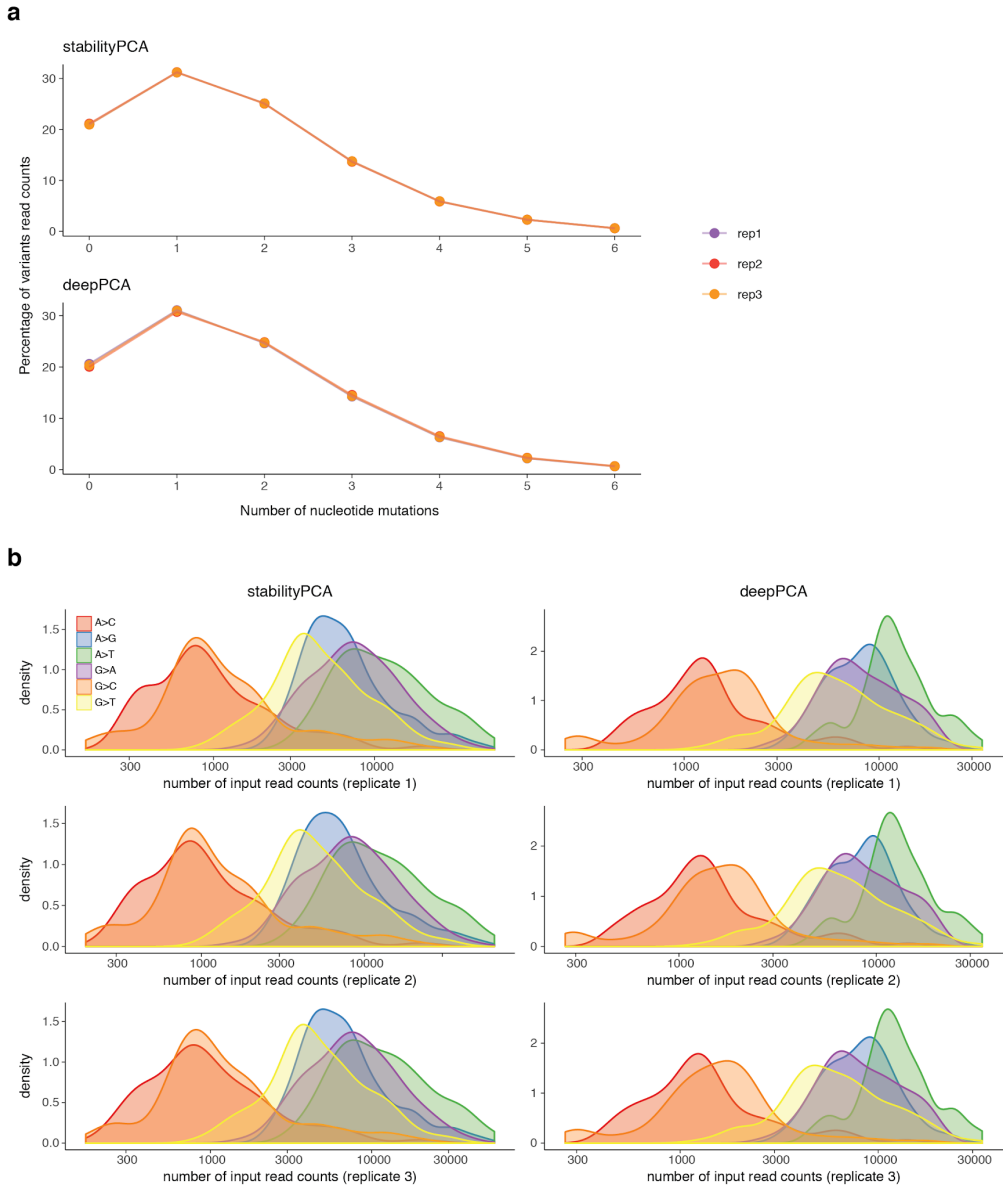 a
stabilityPCA
30
20
10
0
0 1 2 3 4 5 6
deepPCA
30
20
10
0
0 1 2 3 4 5 6
Percentage of variants read counts
Number of nucleotide mutations
rep1
rep2
rep3
b
stabilityPCA
deepPCA
A>C
A>G
A>T
G>A
G>C
G>T
1.5
1.0
0.5
0.0
density
300 1000 3000 10000
number of input read counts (replicate 1)
2
1
0
300 1000 3000 10000 30000
number of input read counts (replicate 1)
1.5
1.0
0.5
0.0
density
300 1000 3000 10000
number of input read counts (replicate 2)
2
1
0
300 1000 3000 10000 30000
number of input read counts (replicate 2)
1.5
1.0
0.5
0.0
density
300 1000 3000 10000 30000
number of input read counts (replicate 3)
2
1
0
300 1000 3000 10000 30000
number of input read counts (replicate 3)